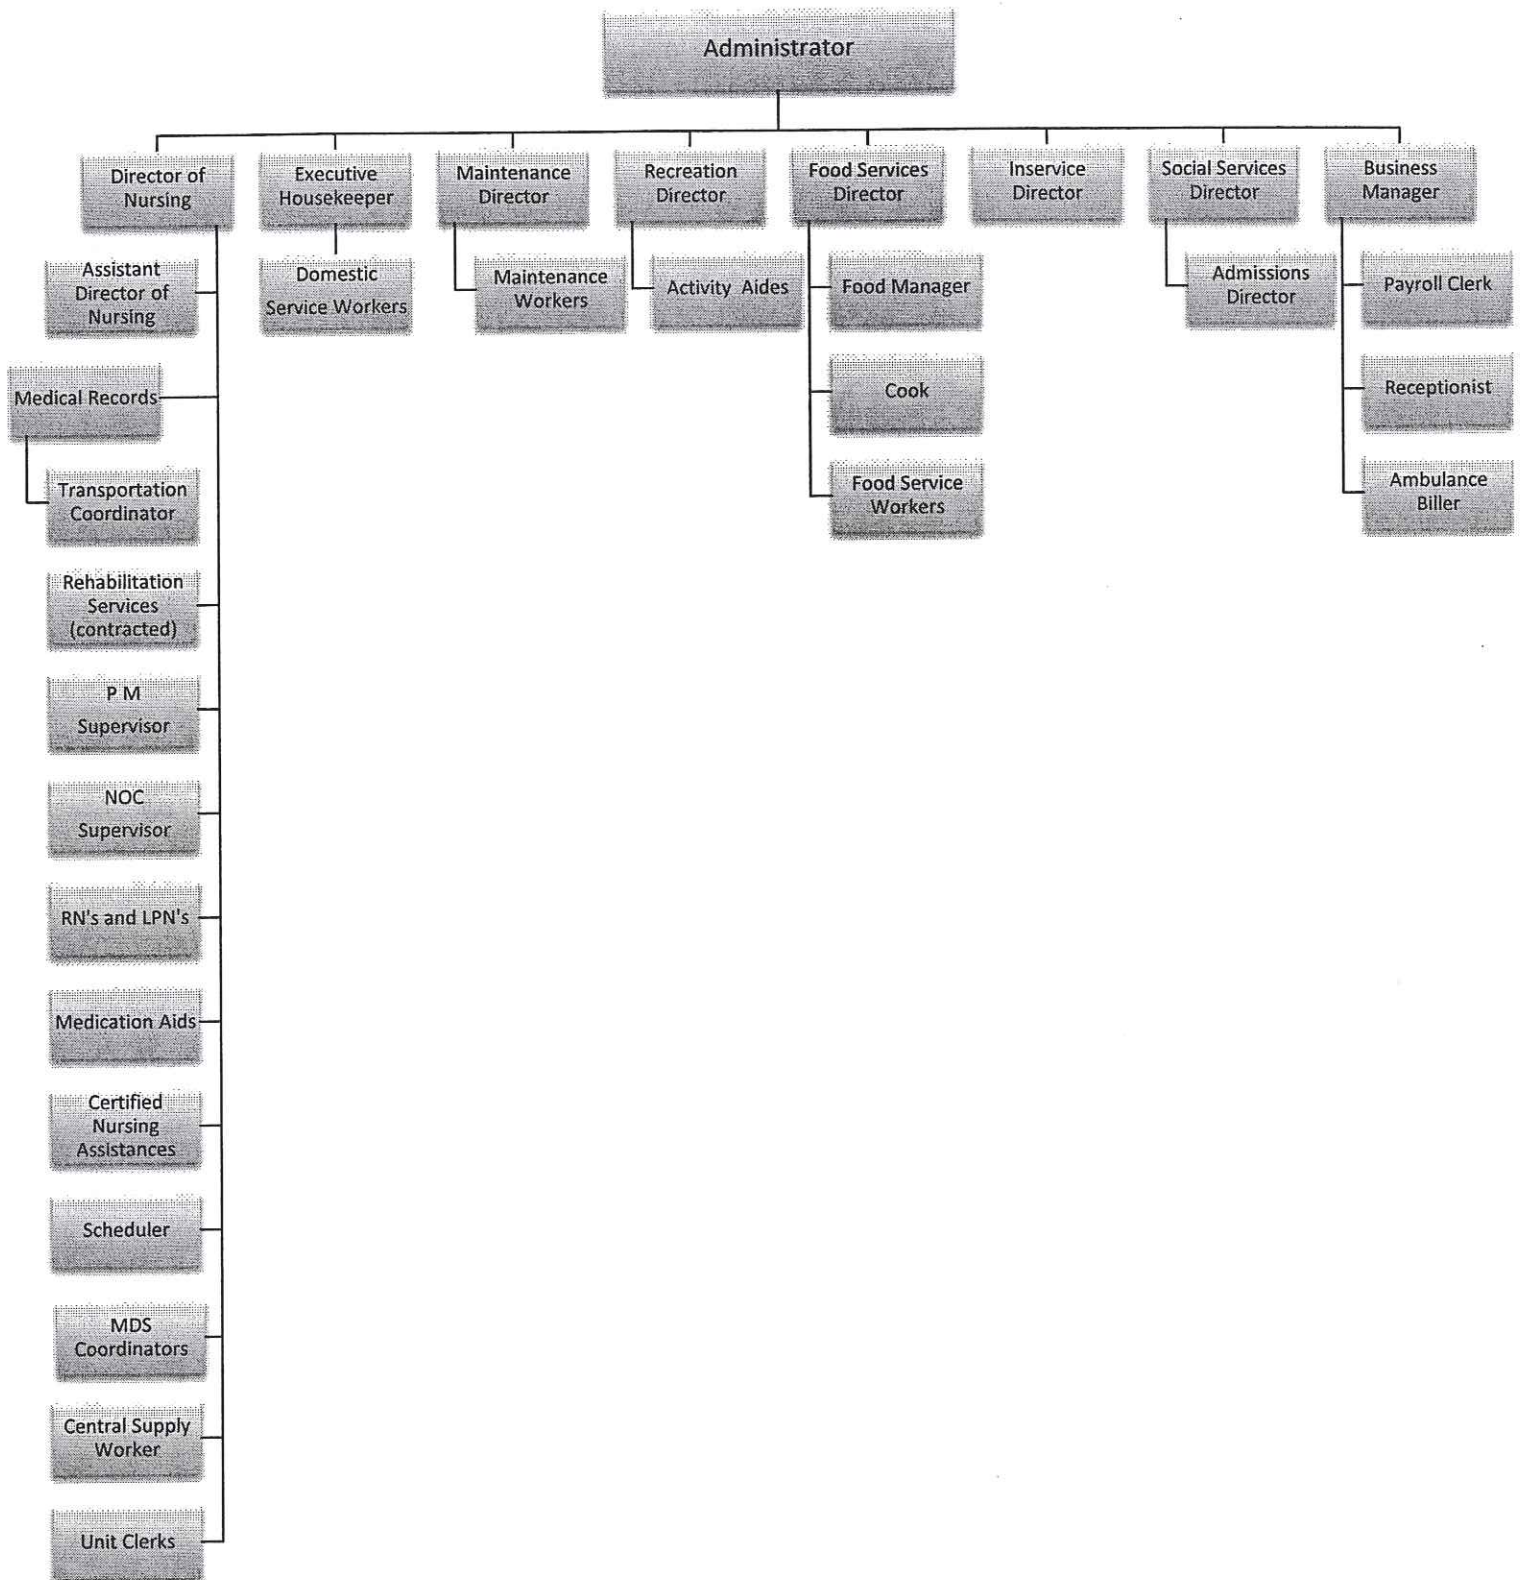 Administrator
Director of
Nursing
Executive
Housekeeper
Maintenance
Director
Recreation
Director
Food Services
Director
Inservice
Director
Social Services
Director
Business
Manager
Assistant
Director of
Nursing
Domestic
Service Workers
Maintenance
Workers
Activity Aides
Food Manager
Admissions
Director
Payroll Clerk
Medical Records
Cook
Receptionist
Transportation
Coordinator
Food Service
Workers
Ambulance
Biller
Rehabilitation
Services
(contracted)
P M
Supervisor
NOC
Supervisor
RN's and LPN's
Medication Aids
Certified
Nursing
Assistances
Scheduler
MDS
Coordinators
Central Supply
Worker
Unit Clerks